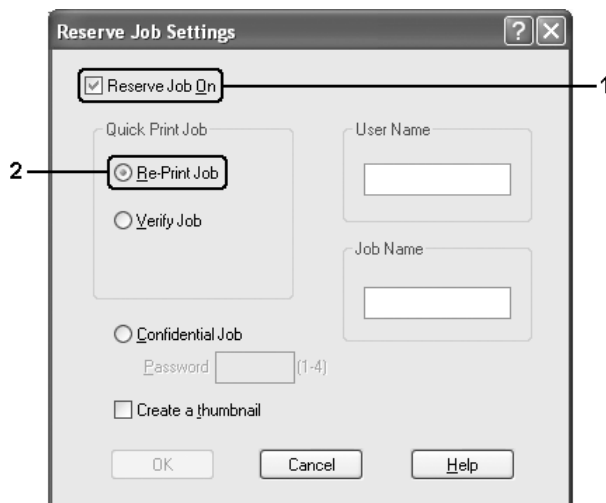 Reserve Job Settings
Reserve Job On
1
Quick Print Job
User Name
2
Re-Print Job
Verify Job
Job Name
Confidential Job
Password
(1-4)
Create a thumbnail
OK
Cancel
Help